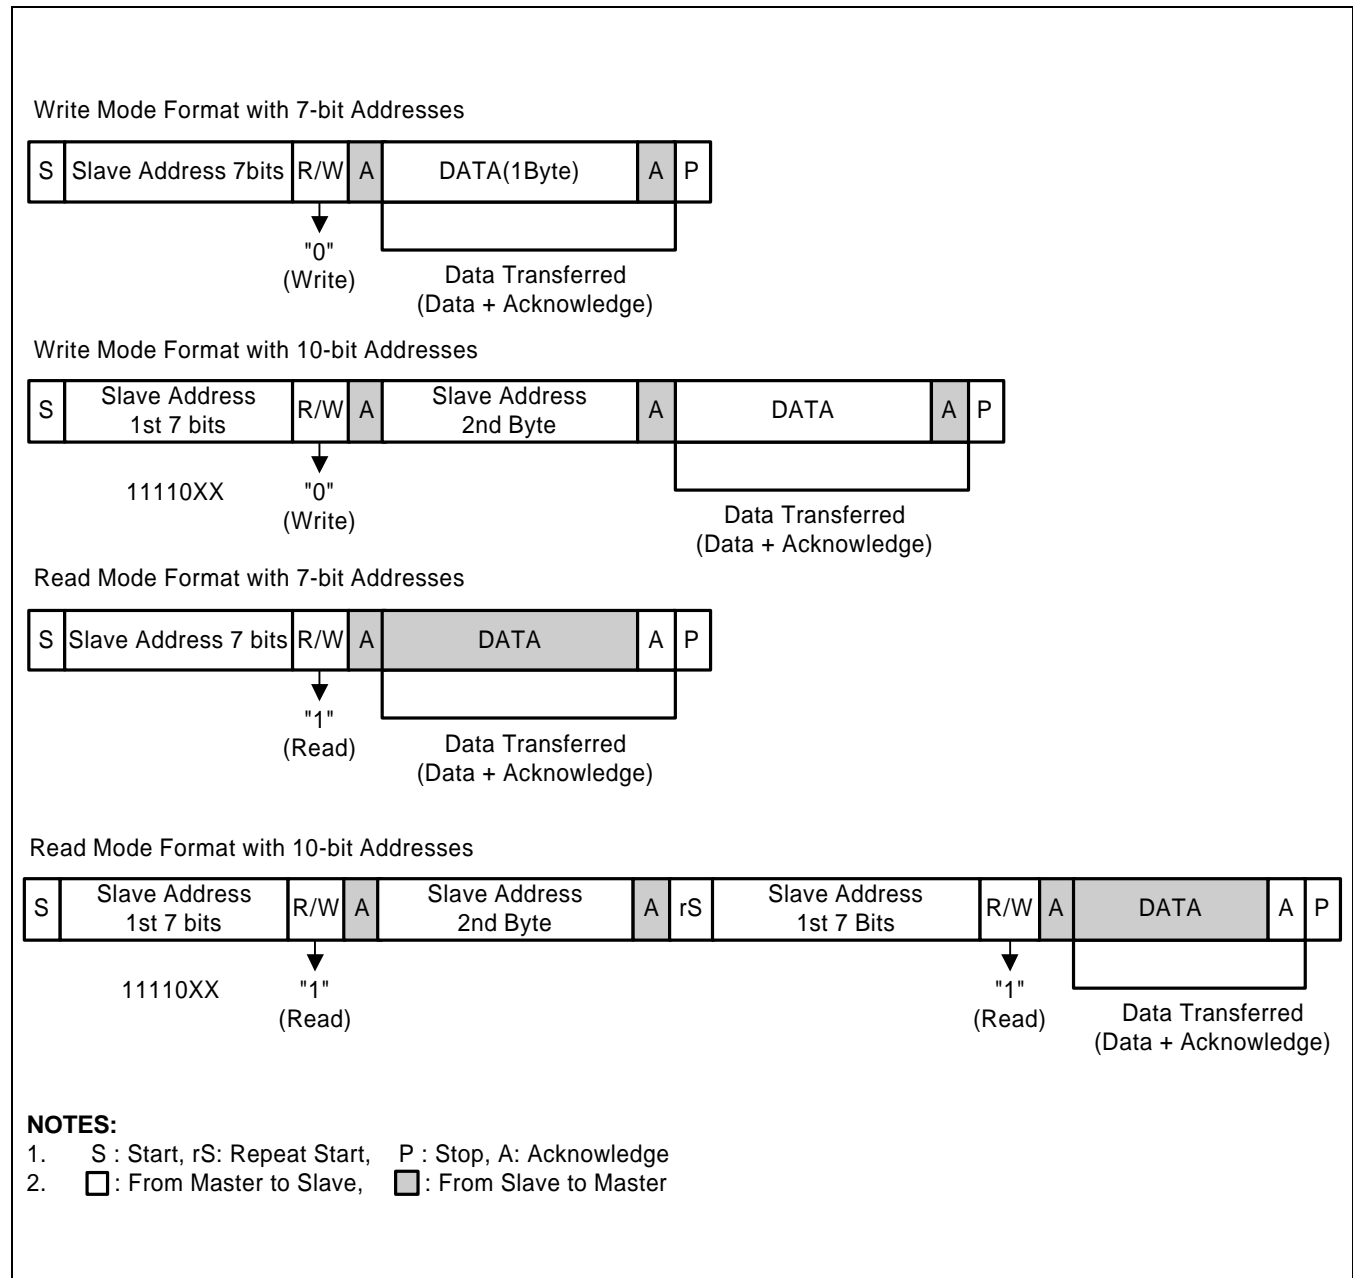 Write Mode Format with 7-bit Addresses
S Slave Address 7bits R/W A DATA(1Byte) A P
"0"
(Write)
Data Transferred
(Data + Acknowledge)
Write Mode Format with 10-bit Addresses
S Slave Address 1st 7 bits R/W A Slave Address 2nd Byte A DATA A P
11110XX "0"
(Write)
Data Transferred
(Data + Acknowledge)
Read Mode Format with 7-bit Addresses
S Slave Address 7 bits R/W A DATA A P
"1"
(Read)
Data Transferred
(Data + Acknowledge)
Read Mode Format with 10-bit Addresses
S Slave Address 1st 7 bits R/W A Slave Address 2nd Byte A rS Slave Address 1st 7 Bits R/W A DATA A P
11110XX "1" "1"
(Read) (Read)
Data Transferred
(Data + Acknowledge)
NOTES:
1. S : Start, rS: Repeat Start, P : Stop, A: Acknowledge
2. : From Master to Slave, : From Slave to Master